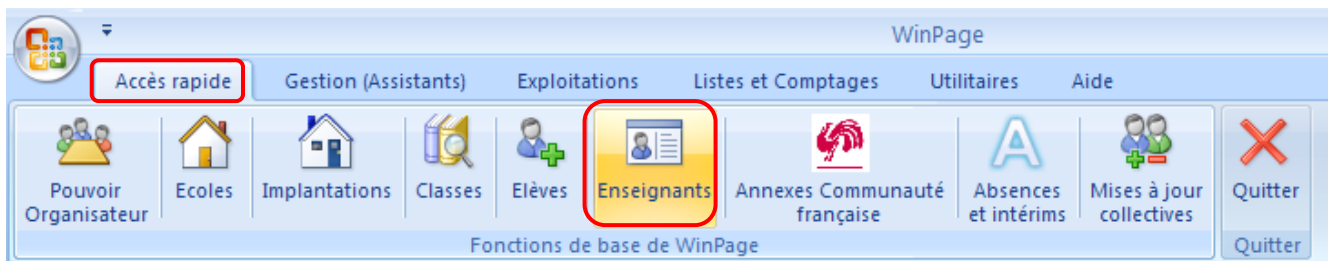 WinPage
Accès rapide Gestion (Assistants) Exploitations Listes et Comptages Utilitaires Aide
Pouvoir Organisateur
Ecoles
Implantations
Classes
Elèves
Enseignants
Annexes Communauté
française
Absences
et intérims
Mises à jour
collectives
Quitter
Fonctions de base de WinPage
Quitter